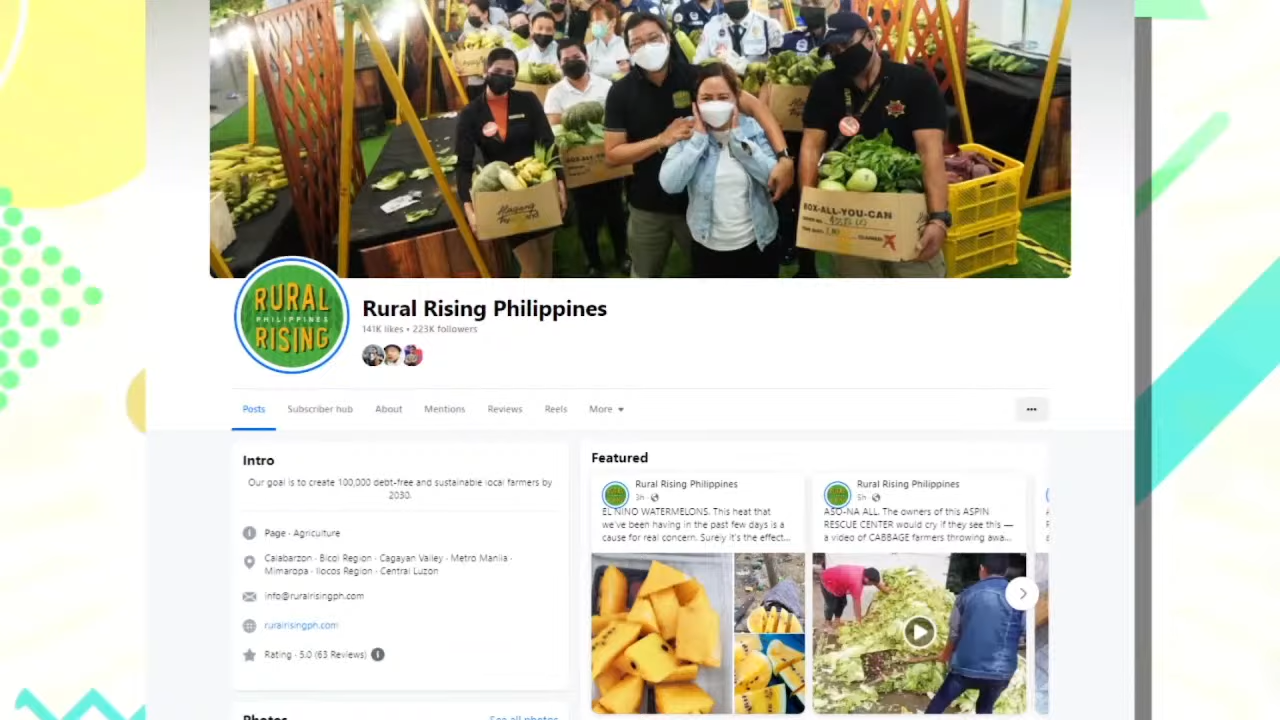 BOX-ALL-YOU-CAN
RURAL
PHILIPPINES
RISING
Rural Rising Philippines
141K likes • 223K followers
Posts
Subscriber hub
About
Mentions
Reviews
Reels
More
Intro
Our goal is to create 100,000 debt-free and sustainable local farmers by
2030.
Page · Agriculture
Calabarzon · Bicol Region · Cagayan Valley · Metro Manila ·
Mimaropa · Ilocos Region · Central Luzon
info@ruralrisingph.com
ruralrisingph.com
Rating · 5.0 (63 Reviews)
Photos
See all photos
Featured
Rural Rising Philippines
3h ·
EL NINO WATERMELONS. This heat that
we've been having in the past few days is a
cause for real concern. Surely it's the effect...
Rural Rising Philippines
5h ·
ASO-NA ALL. The owners of this ASPIN
RESCUE CENTER would cry if they see this —
a video of CABBAGE farmers throwing awa...